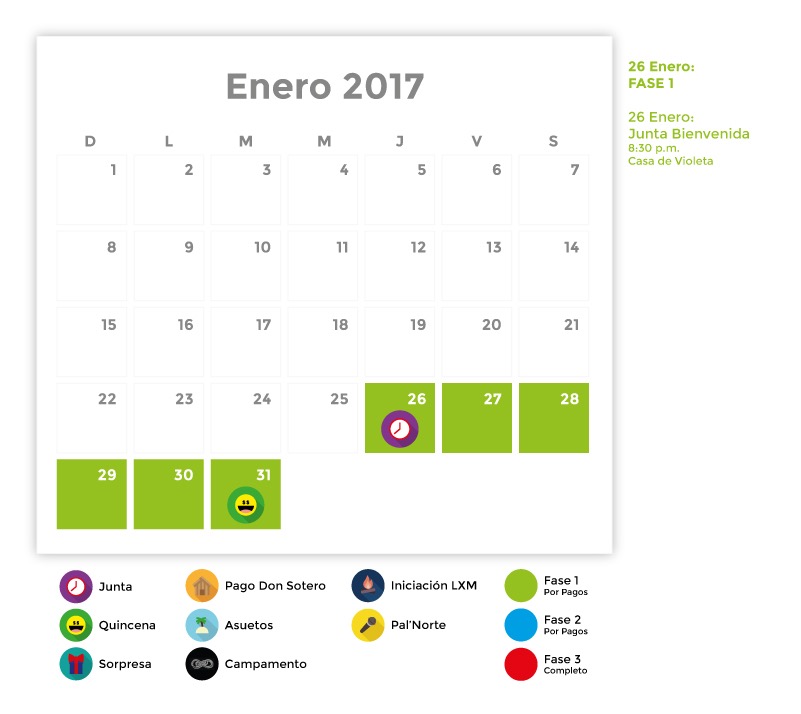 Enero 2017
D L M M J V S
1 2 3 4 5 6 7
8 9 10 11 12 13 14
15 16 17 18 19 20 21
22 23 24 25 26 27 28
29 30 31
26 Enero:
FASE 1
26 Enero:
Junta Bienvenida
8:30 p.m.
Casa de Violeta
Junta
Quincena
Sorpresa
Pago Don Sotero
Asuetos
Campamento
Iniciación LXM
Pal'Norte
Fase 1
Por Pagos
Fase 2
Por Pagos
Fase 3
Completo